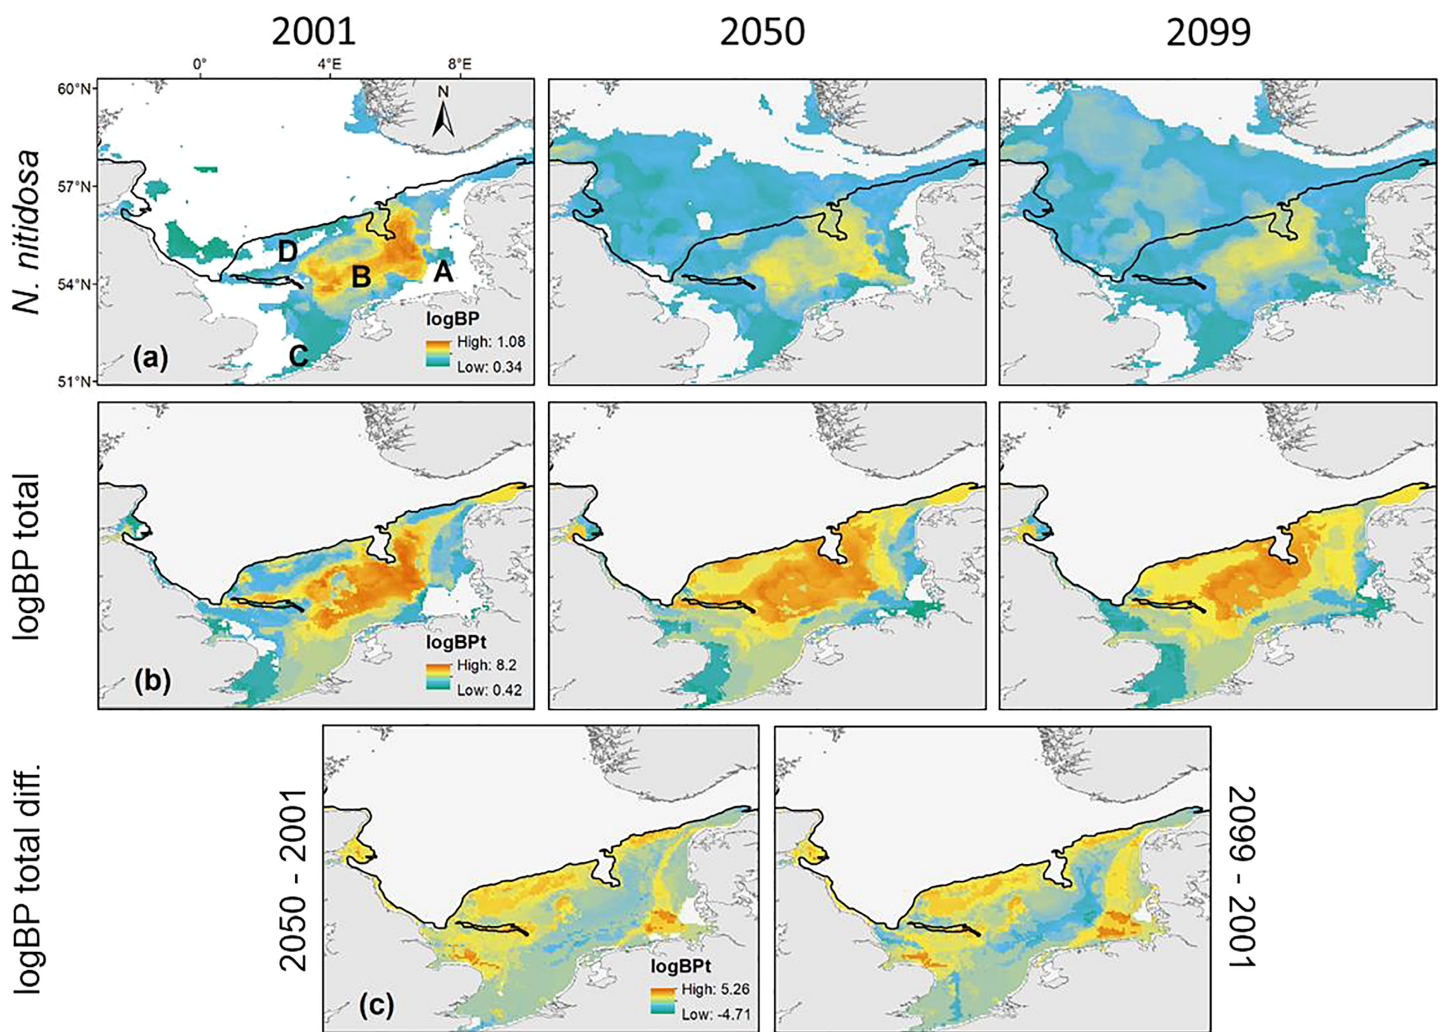 2001
2050
2099
0°
4°E
8°E
60°N
57°N
54°N
51°N
N
N. nitidosa
D
B
A
C
(a)
logBP
High: 1.08
Low: 0.34
logBP total
(b)
logBPt
High: 8.2
Low: 0.42
logBP total diff.
2050 - 2001
(c)
logBPt
High: 5.26
Low: -4.71
2099 - 2001